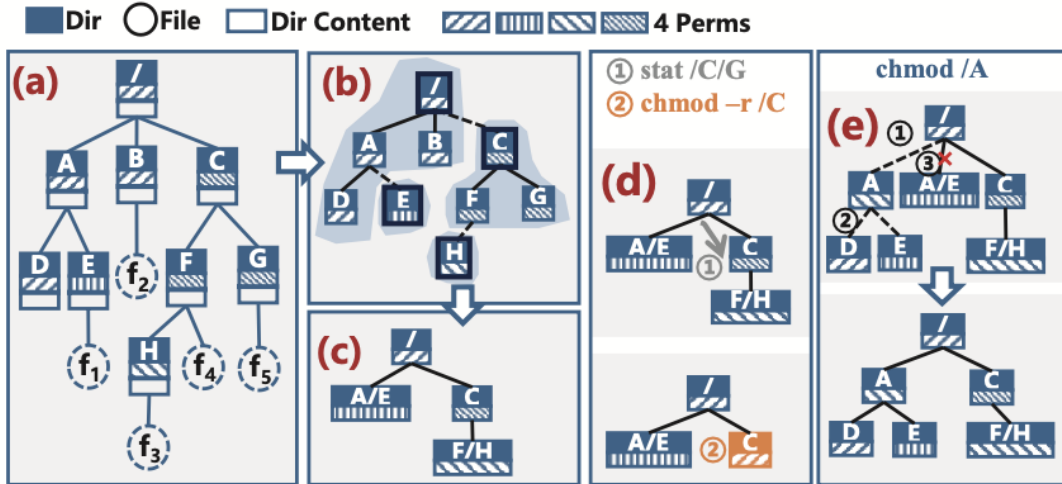 Dir File Dir Content 4 Perms
(a)
/
A B C
D E F G
f2
H
f1 f4 f5
f3
(b)
/
A B C
D E F G
H
(c)
/
A/E C
F/H
① stat /C/G
② chmod –r /C
(d)
/
A/E ① C
F/H
/
A/E ② C
chmod /A
(e)
/
①
③
A A/E C
②
D E F/H
/
A C
D E F/H